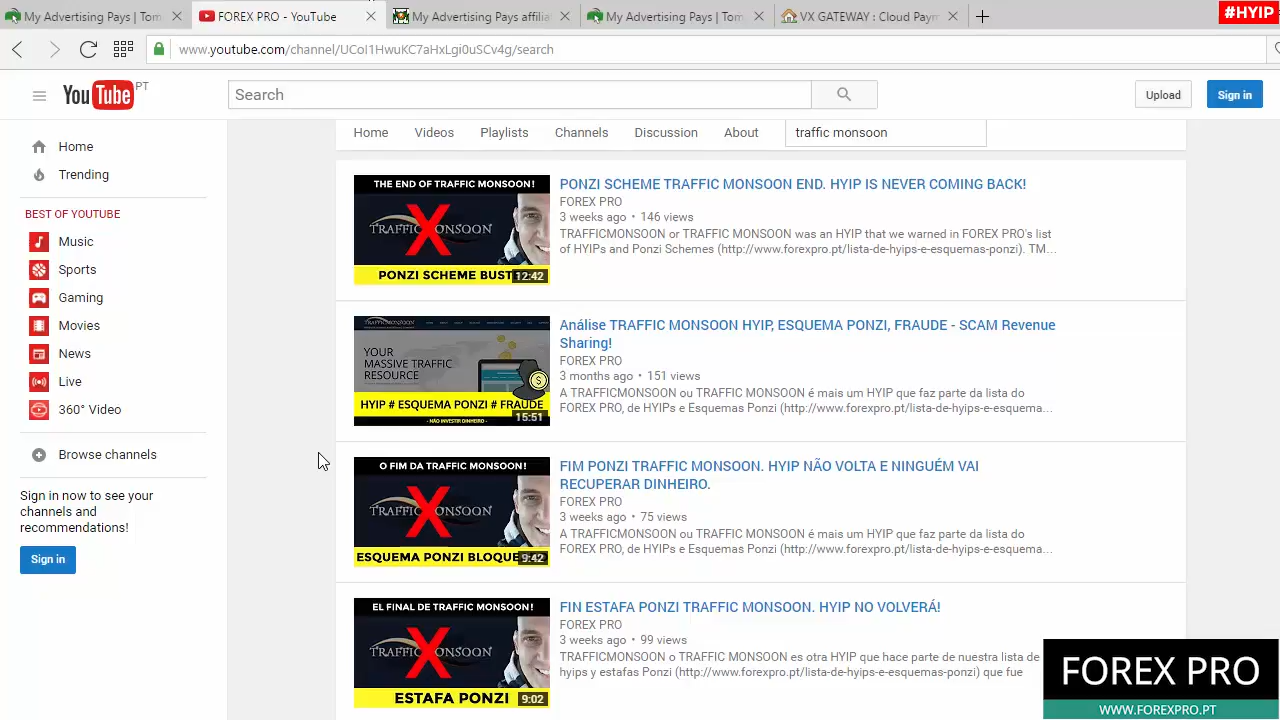 My Advertising Pays | Tom
FOREX PRO - YouTube
My Advertising Pays affilia
My Advertising Pays | Tom
VX GATEWAY : Cloud Paym
#HYIP
www.youtube.com/channel/UCoI1HwuKC7aHxLgi0uSCv4g/search
YouTube PT
Search
Upload
Sign in
Home
Videos
Playlists
Channels
Discussion
About
traffic monsoon
Home
Trending
BEST OF YOUTUBE
Music
Sports
Gaming
Movies
News
Live
360° Video
Browse channels
Sign in now to see your
channels and
recommendations!
Sign in
THE END OF TRAFFIC MONSOON!
TRAFFIC MONSOON
PONZI SCHEME BUST
12:42
PONZI SCHEME TRAFFIC MONSOON END. HYIP IS NEVER COMING BACK!
FOREX PRO
3 weeks ago • 146 views
TRAFFICMONSOON or TRAFFIC MONSOON was an HYIP that we warned in FOREX PRO's list
of HYIPs and Ponzi Schemes (http://www.forexpro.pt/lista-de-hyips-e-esquemas-ponzi). TM...
TRAFFIC MONSOON
YOUR
MASSIVE TRAFFIC
RESOURCE
HYIP # ESQUEMA PONZI # FRAUDE
15:51
- NÃO INVESTIR DINHEIRO -
Análise TRAFFIC MONSOON HYIP, ESQUEMA PONZI, FRAUDE - SCAM Revenue
Sharing!
FOREX PRO
3 months ago • 151 views
A TRAFFICMONSOON ou TRAFFIC MONSOON é mais um HYIP que faz parte da lista do
FOREX PRO, de HYIPs e Esquemas Ponzi (http://www.forexpro.pt/lista-de-hyips-e-esquema...
O FIM DA TRAFFIC MONSOON!
TRAFFIC MONSOON
ESQUEMA PONZI BLOQUE
9:42
FIM PONZI TRAFFIC MONSOON. HYIP NÃO VOLTA E NINGUÉM VAI
RECUPERAR DINHEIRO.
FOREX PRO
3 weeks ago • 75 views
A TRAFFICMONSOON ou TRAFFIC MONSOON é mais um HYIP que faz parte da lista do
FOREX PRO, de HYIPs e Esquemas Ponzi (http://www.forexpro.pt/lista-de-hyips-e-esquema...
EL FINAL DE TRAFFIC MONSOON!
TRAFFIC MONSOON
ESTAFA PONZI
9:02
FIN ESTAFA PONZI TRAFFIC MONSOON. HYIP NO VOLVERÁ!
FOREX PRO
3 weeks ago • 99 views
TRAFFICMONSOON o TRAFFIC MONSOON es otra HYIP que hace parte de nuestra lista de
hyips y estafas Ponzi (http://www.forexpro.pt/lista-de-hyips-e-esquemas-ponzi) que fue
FOREX PRO
WWW.FOREXPRO.PT